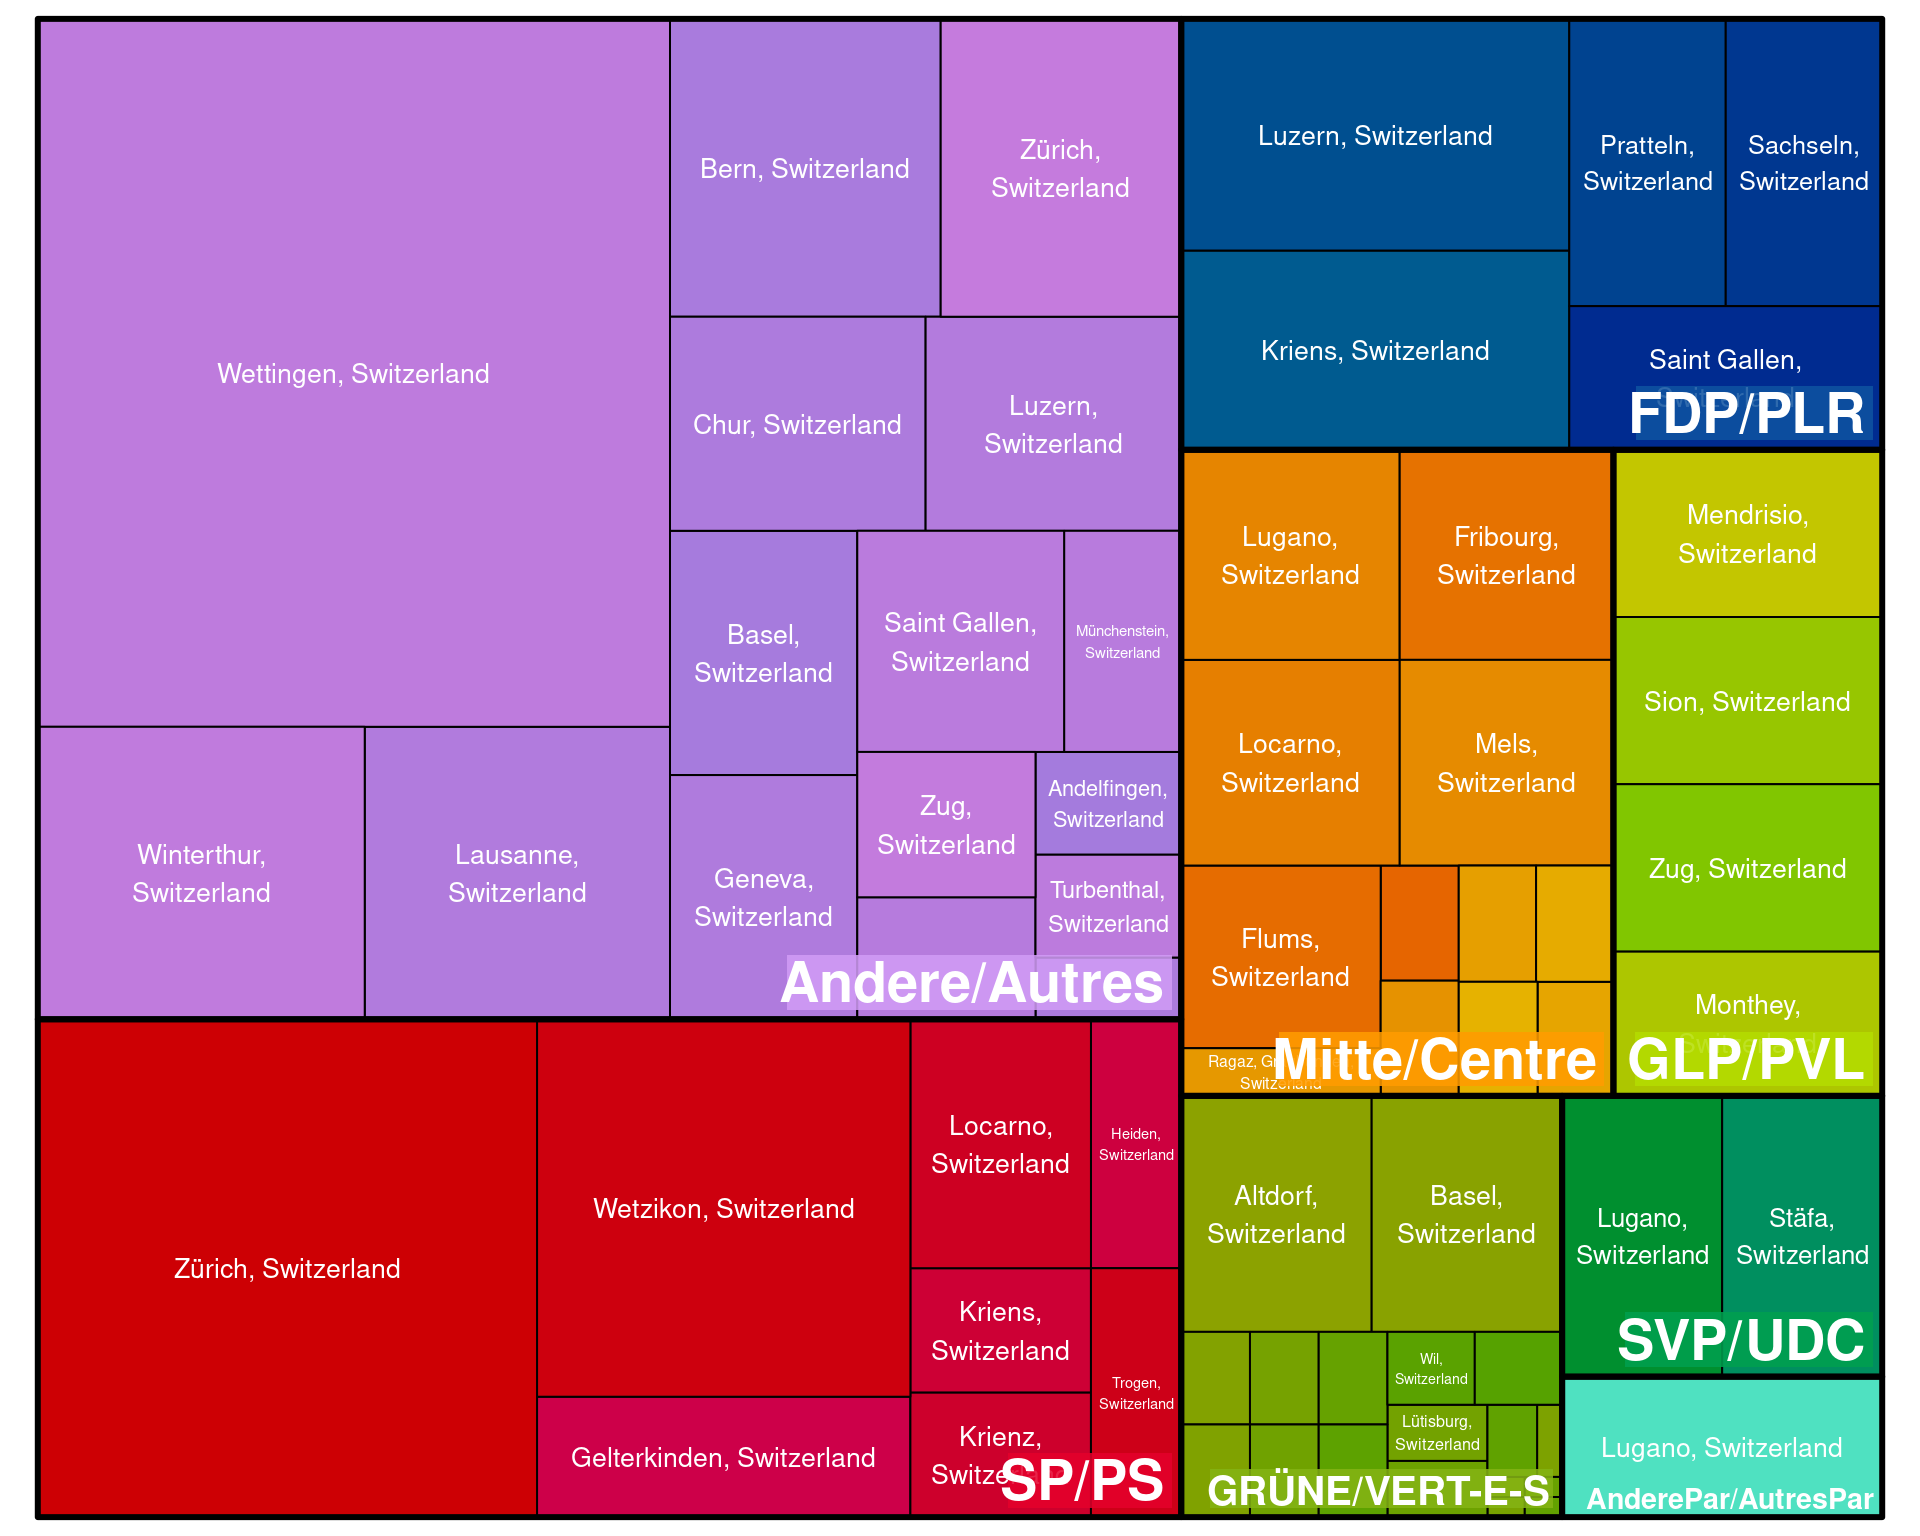 Wettingen, Switzerland
Bern, Switzerland
Zürich,
Switzerland
Chur, Switzerland
Luzern,
Switzerland
Basel,
Switzerland
Saint Gallen,
Switzerland
Münchenstein,
Switzerland
Winterthur,
Switzerland
Lausanne,
Switzerland
Geneva,
Switzerland
Zug,
Switzerland
Andelfingen,
Switzerland
Turbenthal,
Switzerland
Andere/Autres
Luzern, Switzerland
Pratteln,
Switzerland
Sachseln,
Switzerland
Kriens, Switzerland
Saint Gallen,
Switzerland
FDP/PLR
Lugano,
Switzerland
Fribourg,
Switzerland
Locarno,
Switzerland
Mels,
Switzerland
Flums,
Switzerland
Ragaz,
Switzerland
Mitte/Centre
Mendrisio,
Switzerland
Sion, Switzerland
Zug, Switzerland
Monthey,
Switzerland
GLP/PVL
Zürich, Switzerland
Wetzikon, Switzerland
Gelterkinden, Switzerland
Locarno,
Switzerland
Heiden,
Switzerland
Kriens,
Switzerland
Trogen,
Switzerland
Krienz,
Switzerland
SP/PS
Altdorf,
Switzerland
Basel,
Switzerland
Wil,
Switzerland
Lütisburg,
Switzerland
GRÜNE/VERT-E-S
Lugano,
Switzerland
Stäfa,
Switzerland
SVP/UDC
Lugano, Switzerland
AnderePar/AutresPar